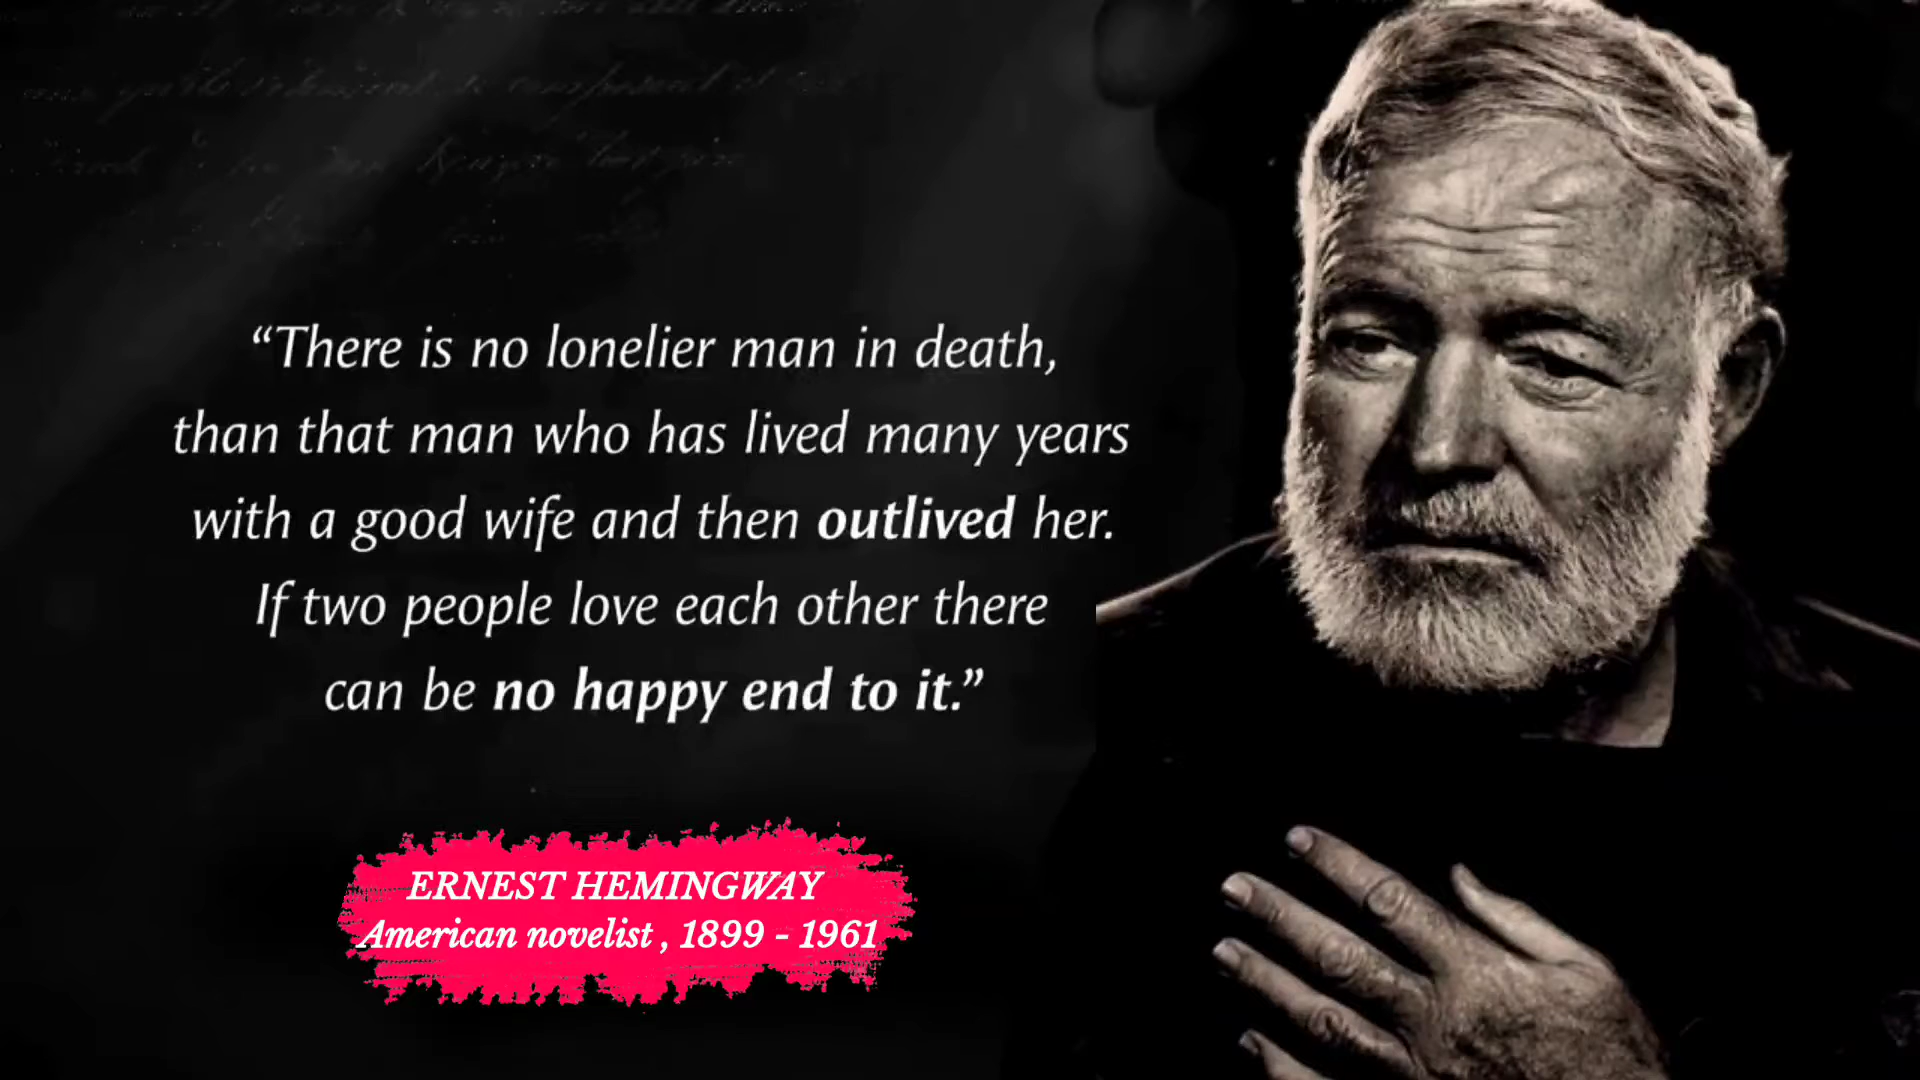 “There is no lonelier man in death,
than that man who has lived many years
with a good wife and then outlived her.
If two people love each other there
can be no happy end to it.”
ERNEST HEMINGWAY
American novelist , 1899 - 1961